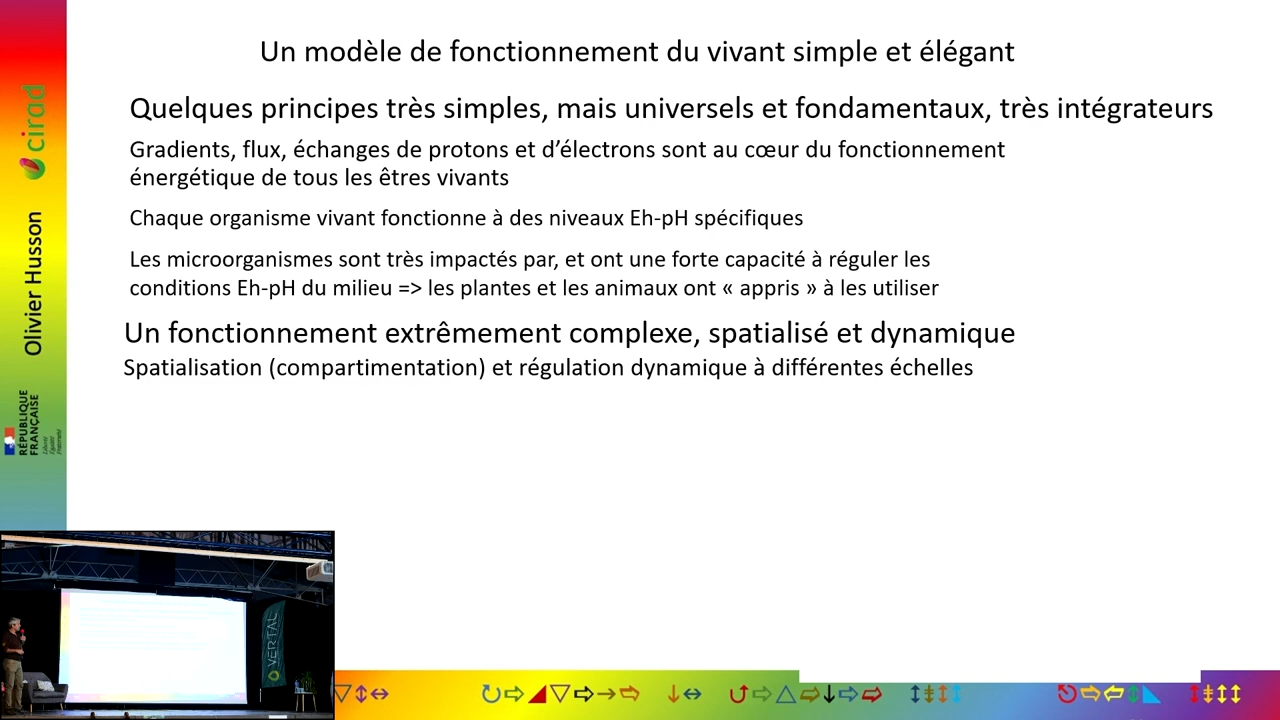 Un modèle de fonctionnement du vivant simple et élégant
Quelques principes très simples, mais universels et fondamentaux, très intégrateurs
Gradients, flux, échanges de protons et d’électrons sont au cœur du fonctionnement
énergétique de tous les êtres vivants
Chaque organisme vivant fonctionne à des niveaux Eh-pH spécifiques
Les microorganismes sont très impactés par, et ont une forte capacité à réguler les
conditions Eh-pH du milieu => les plantes et les animaux ont « appris » à les utiliser
Un fonctionnement extrêmement complexe, spatialisé et dynamique
Spatialisation (compartimentation) et régulation dynamique à différentes échelles
cirad
Olivier Husson
RÉPUBLIQUE
FRANÇAISE
Liberté
Égalité
Fraternité
VERTAL